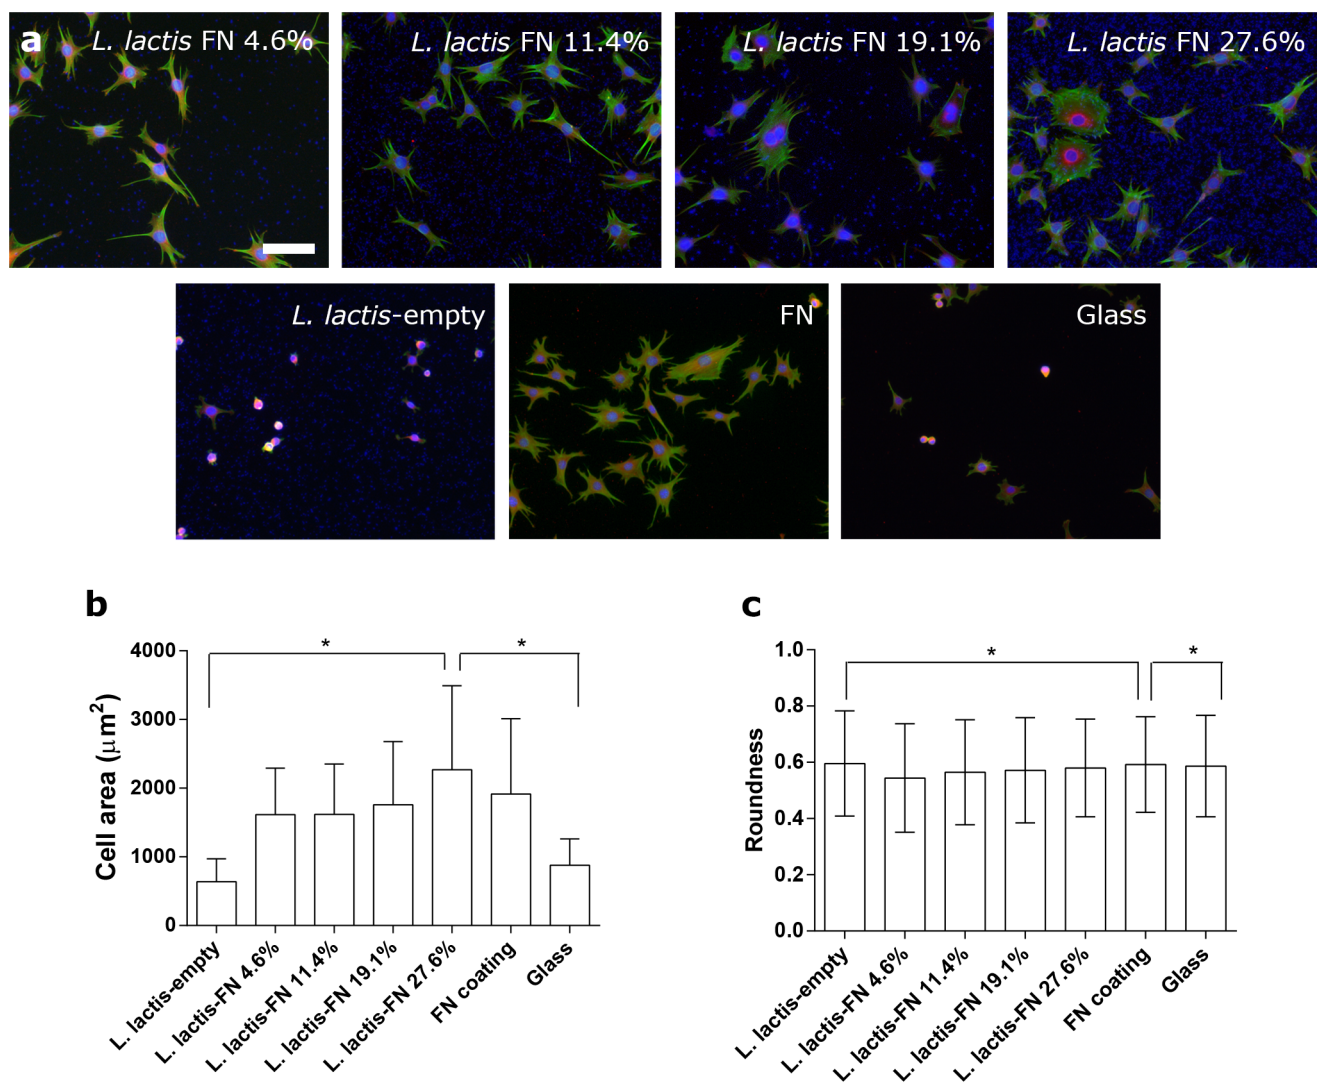 a
L. lactis FN 4.6%
L. lactis FN 11.4%
L. lactis FN 19.1%
L. lactis FN 27.6%
L. lactis-empty
FN
Glass
b
Cell area (μm²)
4000
3000
2000
1000
0
*
*
L. lactis-empty
L. lactis-FN 4.6%
L. lactis-FN 11.4%
L. lactis-FN 19.1%
L. lactis-FN 27.6%
FN coating
Glass
c
Roundness
1.0
0.8
0.6
0.4
0.2
0.0
*
*
L. lactis-empty
L. lactis-FN 4.6%
L. lactis-FN 11.4%
L. lactis-FN 19.1%
L. lactis-FN 27.6%
FN coating
Glass